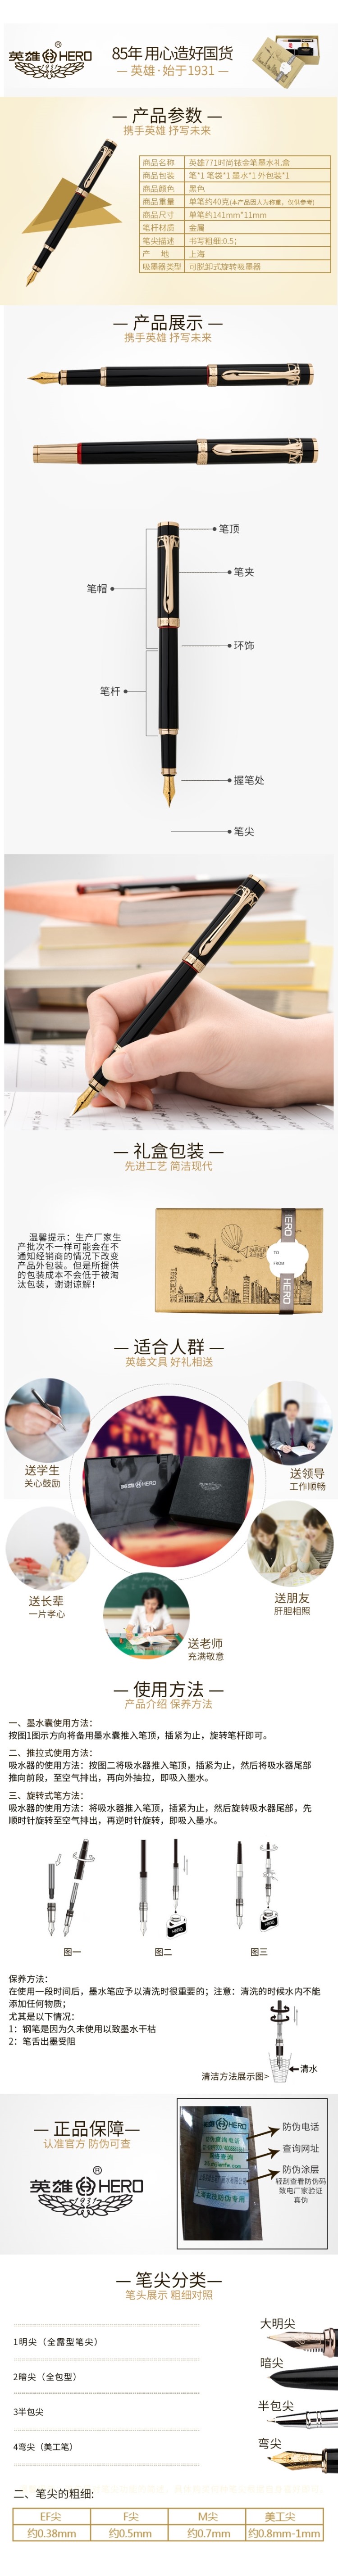 英雄 HERO
1931
85年 用心造好国货
— 英雄·始于1931 —
— 产品参数 —
携手英雄 抒写未来
商品名称 英雄771时尚铱金笔墨水礼盒
商品包装 笔*1 笔袋*1 墨水*1 外包装*1
商品颜色 黑色
商品重量 单笔约40克(本产品因人为称重，仅供参考)
商品尺寸 单笔约141mm*11mm
笔杆材质 金属
笔尖描述 书写粗细:0.5;
产 地 上海
吸墨器类型 可脱卸式旋转吸墨器
— 产品展示 —
携手英雄 抒写未来
笔顶
笔夹
笔帽
环饰
笔杆
握笔处
笔尖
— 礼盒包装 —
先进工艺 简洁现代
温馨提示：生产厂家生
产批次不一样可能会在不
通知经销商的情况下改变
产品外包装。但是所提供
的包装成本不会低于被淘
汰包装，谢谢谅解！
HERO
TO
FROM
HERO
— 适合人群 —
英雄文具 好礼相送
送学生
关心鼓励
送领导
工作顺畅
英雄 HERO
送长辈
一片孝心
送朋友
肝胆相照
送老师
充满敬意
— 使用方法 —
产品介绍 保养方法
一、墨水囊使用方法：
按图1图示方向将备用墨水囊推入笔顶，插紧为止，旋转笔杆即可。
二、推拉式使用方法：
吸水器的使用方法：按图二将吸水器推入笔顶，插紧为止，然后将吸水器尾部
推向前段，至空气排出，再向外抽拉，即吸入墨水。
三、旋转式笔方法：
吸水器的使用方法：将吸水器推入笔顶，插紧为止，然后旋转吸水器尾部，先
顺时针旋转至空气排出，再逆时针旋转，即吸入墨水。
图一
图二
图三
保养方法：
在使用一段时间后，墨水笔应予以清洗时很重要的；注意：清洗的时候水内不能
添加任何物质；
尤其是以下情况：
1：钢笔是因为久未使用以致墨水干枯
2：笔舌出墨受阻
清水
清洁方法展示图>
— 正品保障 —
认准官方 防伪可查
英雄 HERO
1931
防伪电话
查询网址
防伪涂层
轻刮查看防伪码
致电厂家验证
真伪
— 笔尖分类 —
笔头展示 粗细对照
大明尖
1明尖（全露型笔尖）
暗尖
2暗尖（全包型）
半包尖
3半包尖
弯尖
4弯尖（美工笔）
二、笔尖的粗细:
EF尖 F尖 M尖 美工尖
约0.38mm 约0.5mm 约0.7mm 约0.8mm-1mm